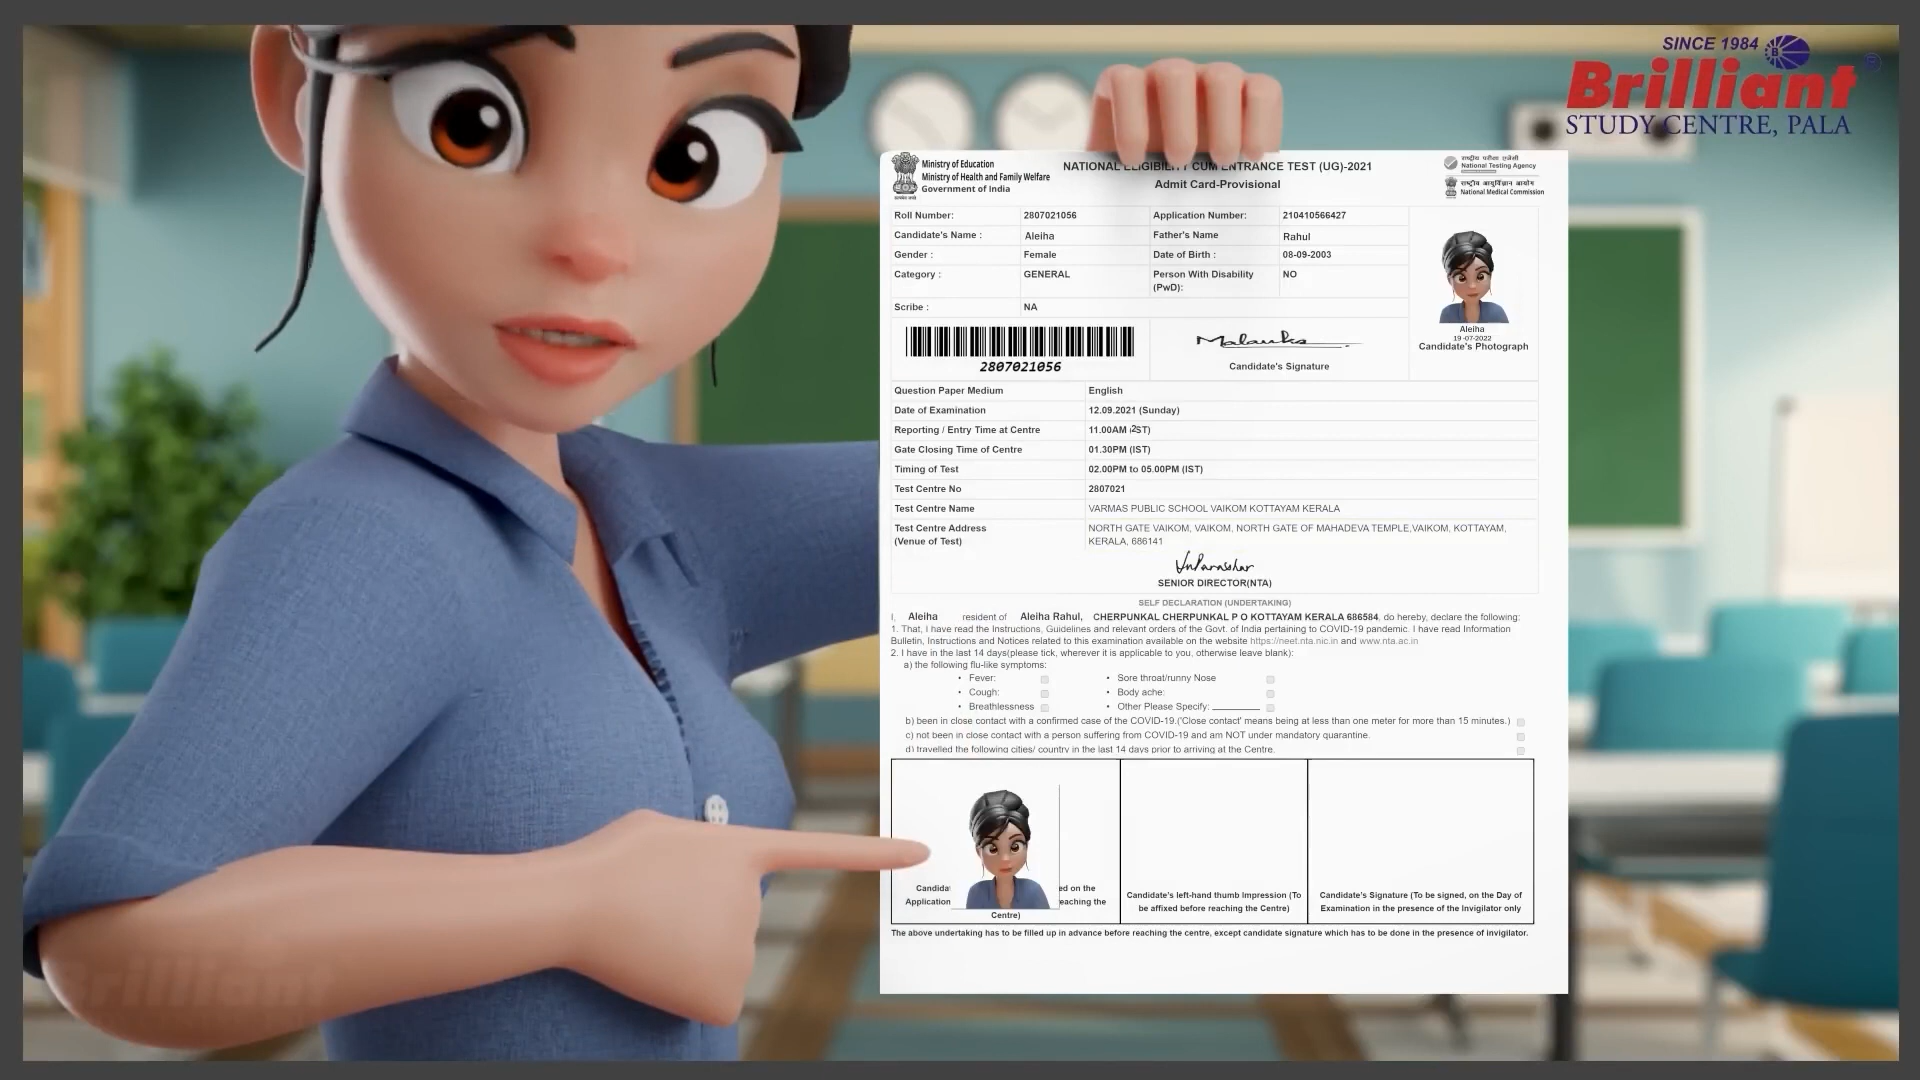 SINCE 1984
Brilliant
STUDY CENTRE, PALA
Ministry of Education
Ministry of Health and Family Welfare
Government of India
NATIONAL ELIGIBILITY CUM ENTRANCE TEST (UG)-2021
Admit Card-Provisional
राष्ट्रीय परीक्षा एजेंसी
National Testing Agency
राष्ट्रीय आयुर्विज्ञान आयोग
National Medical Commission
Roll Number: 2807021056 Application Number: 210410566427
Candidate's Name : Aleiha Father's Name Rahul
Gender : Female Date of Birth : 08-09-2003
Category : GENERAL Person With Disability (PwD): NO
Scribe : NA
2807021056
Malanka
Candidate's Signature
Aleiha
19-07-2022
Candidate's Photograph
Question Paper Medium English
Date of Examination 12.09.2021 (Sunday)
Reporting / Entry Time at Centre 11.00AM (2ST)
Gate Closing Time of Centre 01.30PM (IST)
Timing of Test 02.00PM to 05.00PM (IST)
Test Centre No 2807021
Test Centre Name VARMAS PUBLIC SCHOOL VAIKOM KOTTAYAM KERALA
Test Centre Address (Venue of Test) NORTH GATE VAIKOM, VAIKOM, NORTH GATE OF MAHADEVA TEMPLE,VAIKOM, KOTTAYAM,
KERALA, 686141
SENIOR DIRECTOR(NTA)
SELF DECLARATION (UNDERTAKING)
I, Aleiha resident of Aleiha Rahul, CHERPUNKAL CHERPUNKAL P O KOTTAYAM KERALA 686584, do hereby, declare the following:
1. That, I have read the Instructions, Guidelines and relevant orders of the Govt. of India pertaining to COVID-19 pandemic. I have read Information
Bulletin, Instructions and Notices related to this examination available on the website https://neet.nta.nic.in and www.nta.ac.in
2. I have in the last 14 days(please tick, wherever it is applicable to you, otherwise leave blank):
a) the following flu-like symptoms:
• Fever: • Sore throat/runny Nose
• Cough: • Body ache:
• Breathlessness • Other Please Specify:
b) been in close contact with a confirmed case of the COVID-19.('Close contact' means being at less than one meter for more than 15 minutes.)
c) not been in close contact with a person suffering from COVID-19 and am NOT under mandatory quarantine.
d) travelled the following cities/ country in the last 14 days prior to arriving at the Centre.
Candida ed on the
Application eaching the
Centre)
Candidate's left-hand thumb Impression (To
be affixed before reaching the Centre)
Candidate's Signature (To be signed, on the Day of
Examination in the presence of the Invigilator only
The above undertaking has to be filled up in advance before reaching the centre, except candidate signature which has to be done in the presence of invigilator.
Brilliant